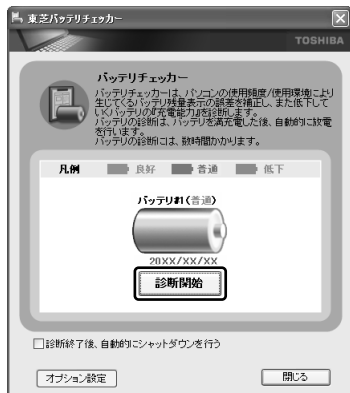 東芝バッテリチェッカー
TOSHIBA
バッテリチェッカー
バッテリチェッカーは、パソコンの使用頻度/使用環境により
生じてくるバッテリ残量表示の誤差を補正し、また低下して
いくバッテリの『充電能力』を診断します。
バッテリの診断は、バッテリを満充電した後、自動的に放電
を行います。
バッテリの診断には、数時間かかります。
凡例 良好 普通 低下
バッテリ#1(普通)
20XX/XX/XX
診断開始
診断終了後、自動的にシャットダウンを行う
オプション設定 閉じる